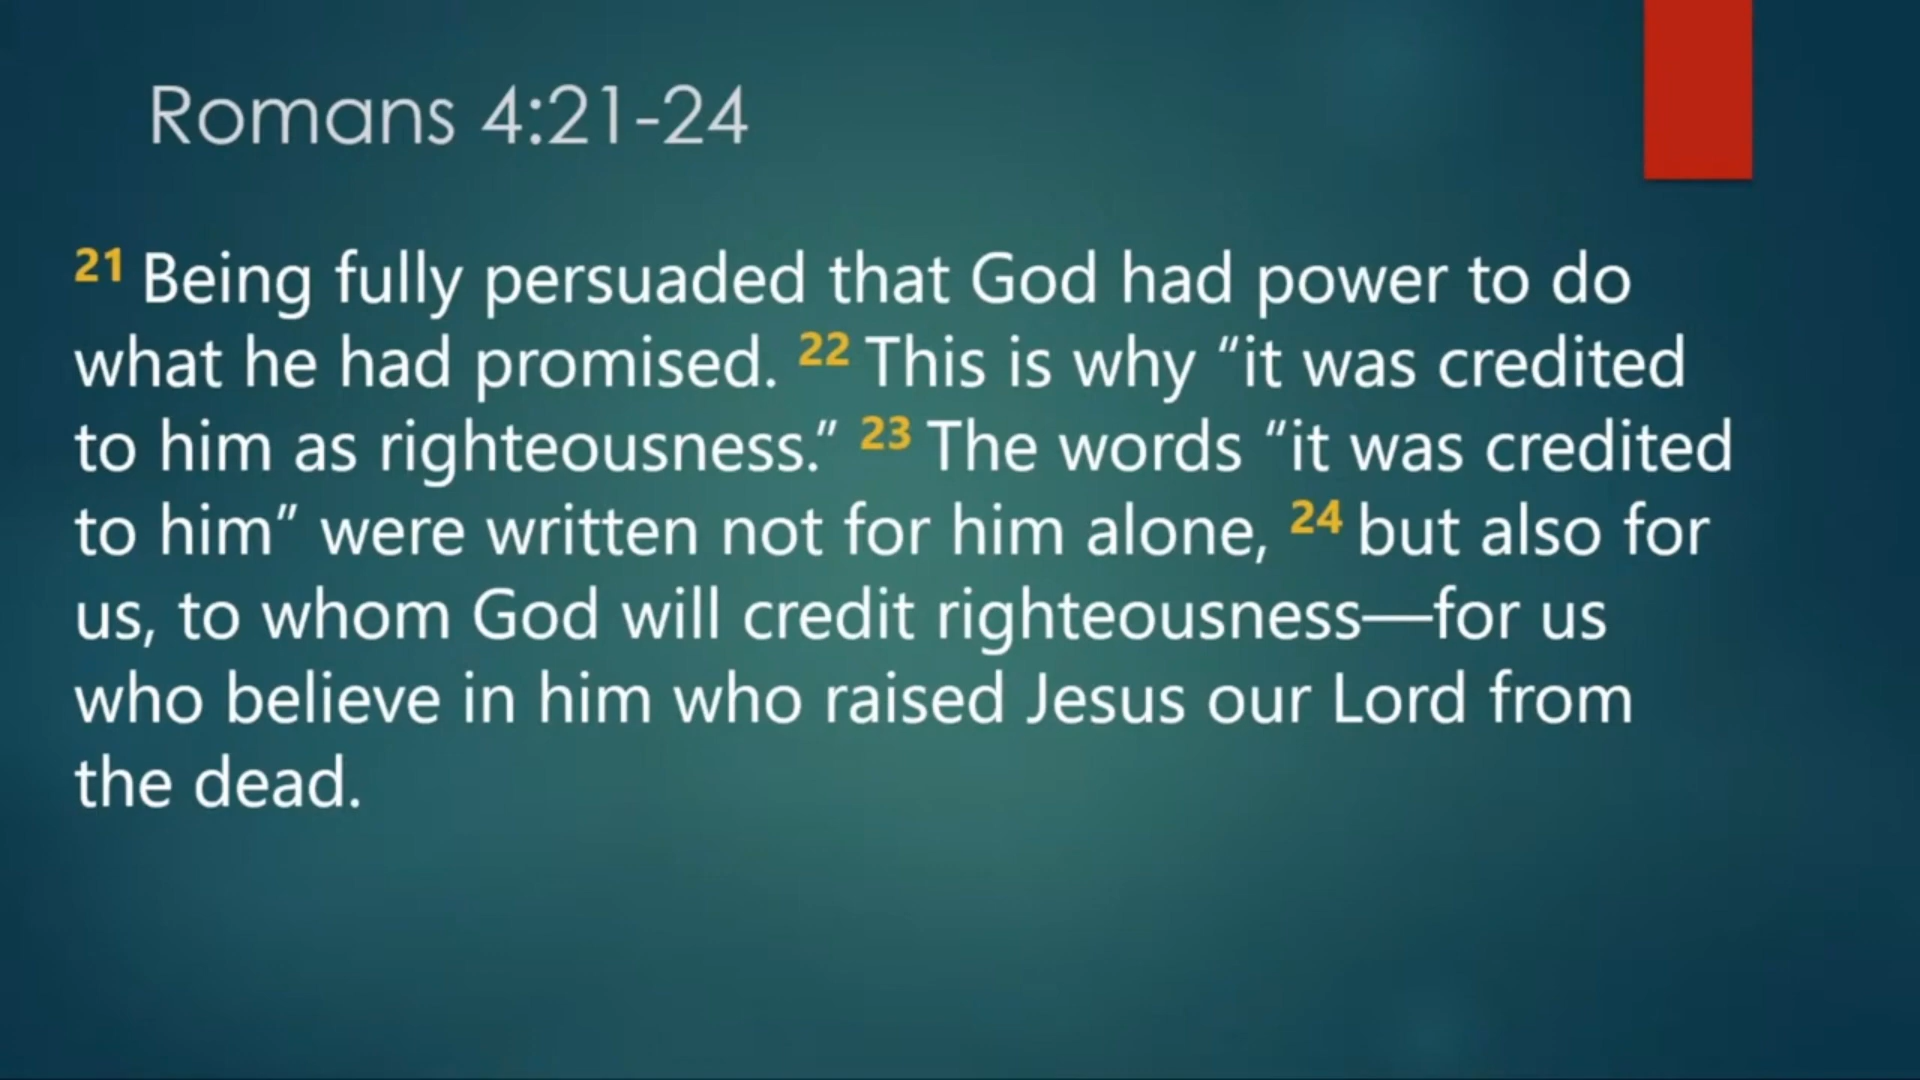 Romans 4:21-24
21 Being fully persuaded that God had power to do
what he had promised. 22 This is why “it was credited
to him as righteousness.” 23 The words “it was credited
to him” were written not for him alone, 24 but also for
us, to whom God will credit righteousness—for us
who believe in him who raised Jesus our Lord from
the dead.